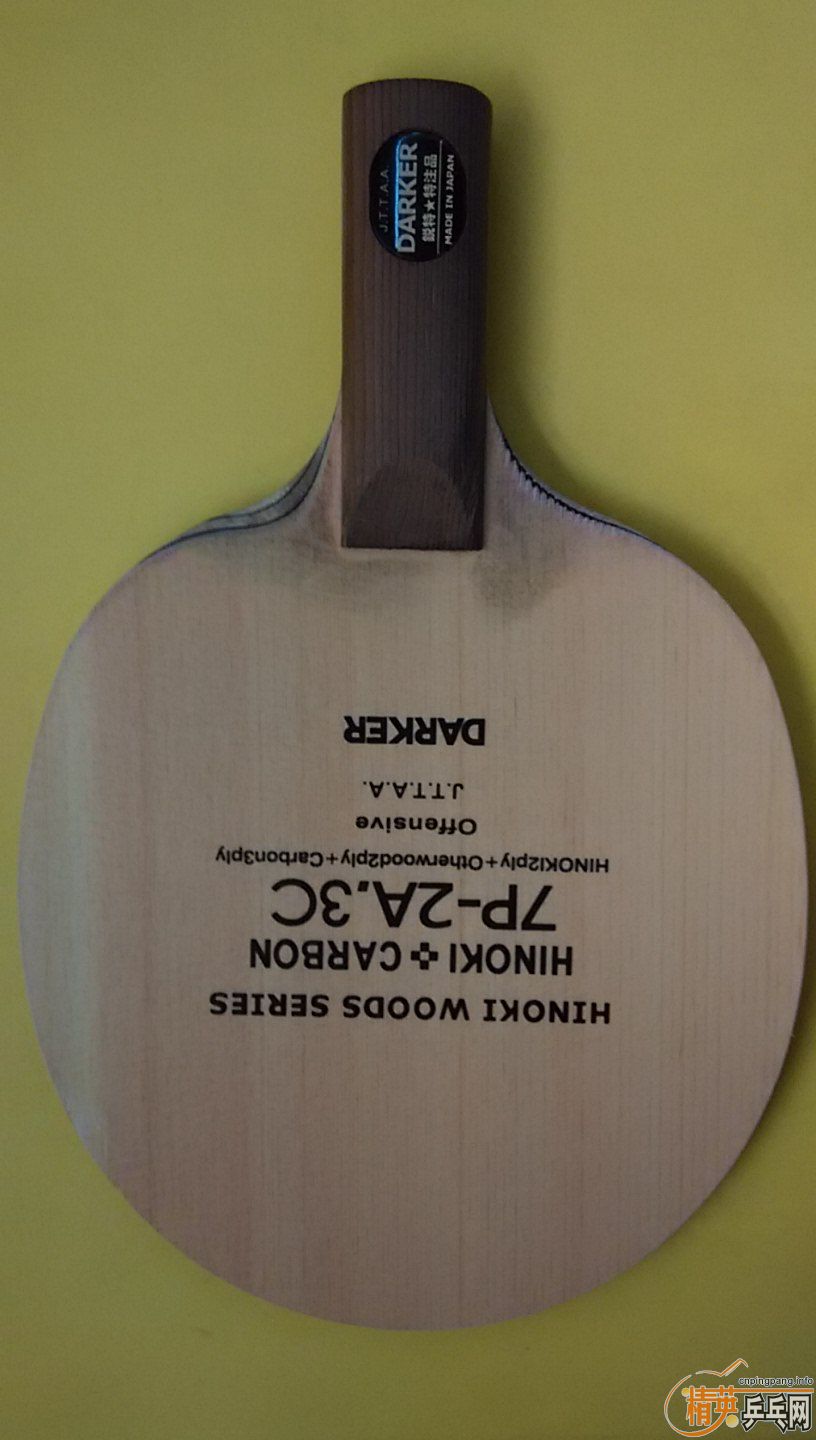 J.T.T.A.A.
DARKER
鋭特★特注品
MADE IN JAPAN
HINOKI WOODS SERIES
HINOKI CARBON
7P-2A.3C
HINOKI2ply+Otherwood2ply+Carbon3ply
Offensive
J.T.T.A.A.
DARKER
cnpingpang.info
精英乒乓网